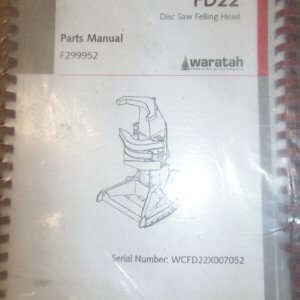 FD22
Disc Saw Felling Head
Parts Manual
F299952
waratah
Serial Number: WCFD22X007052